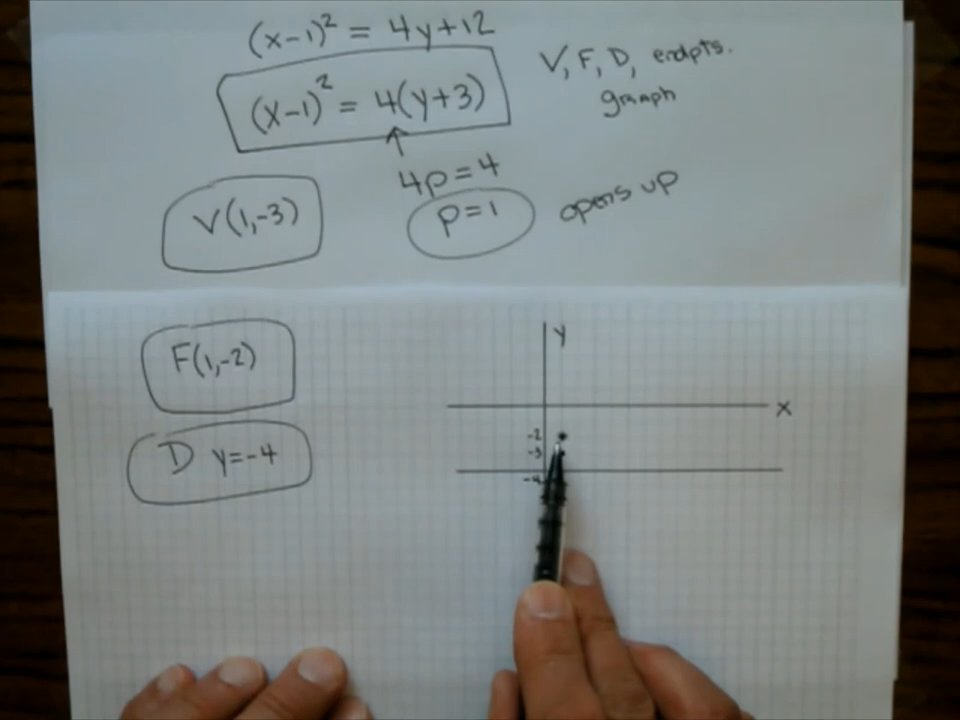 (x-1)² = 4y+12
(x-1)² = 4(y+3)
V, F, D, endpts.
graph
4p=4
V(1,-3)
p=1
opens up
F(1,-2)
D y=-4
y
x
-2
-3
-4